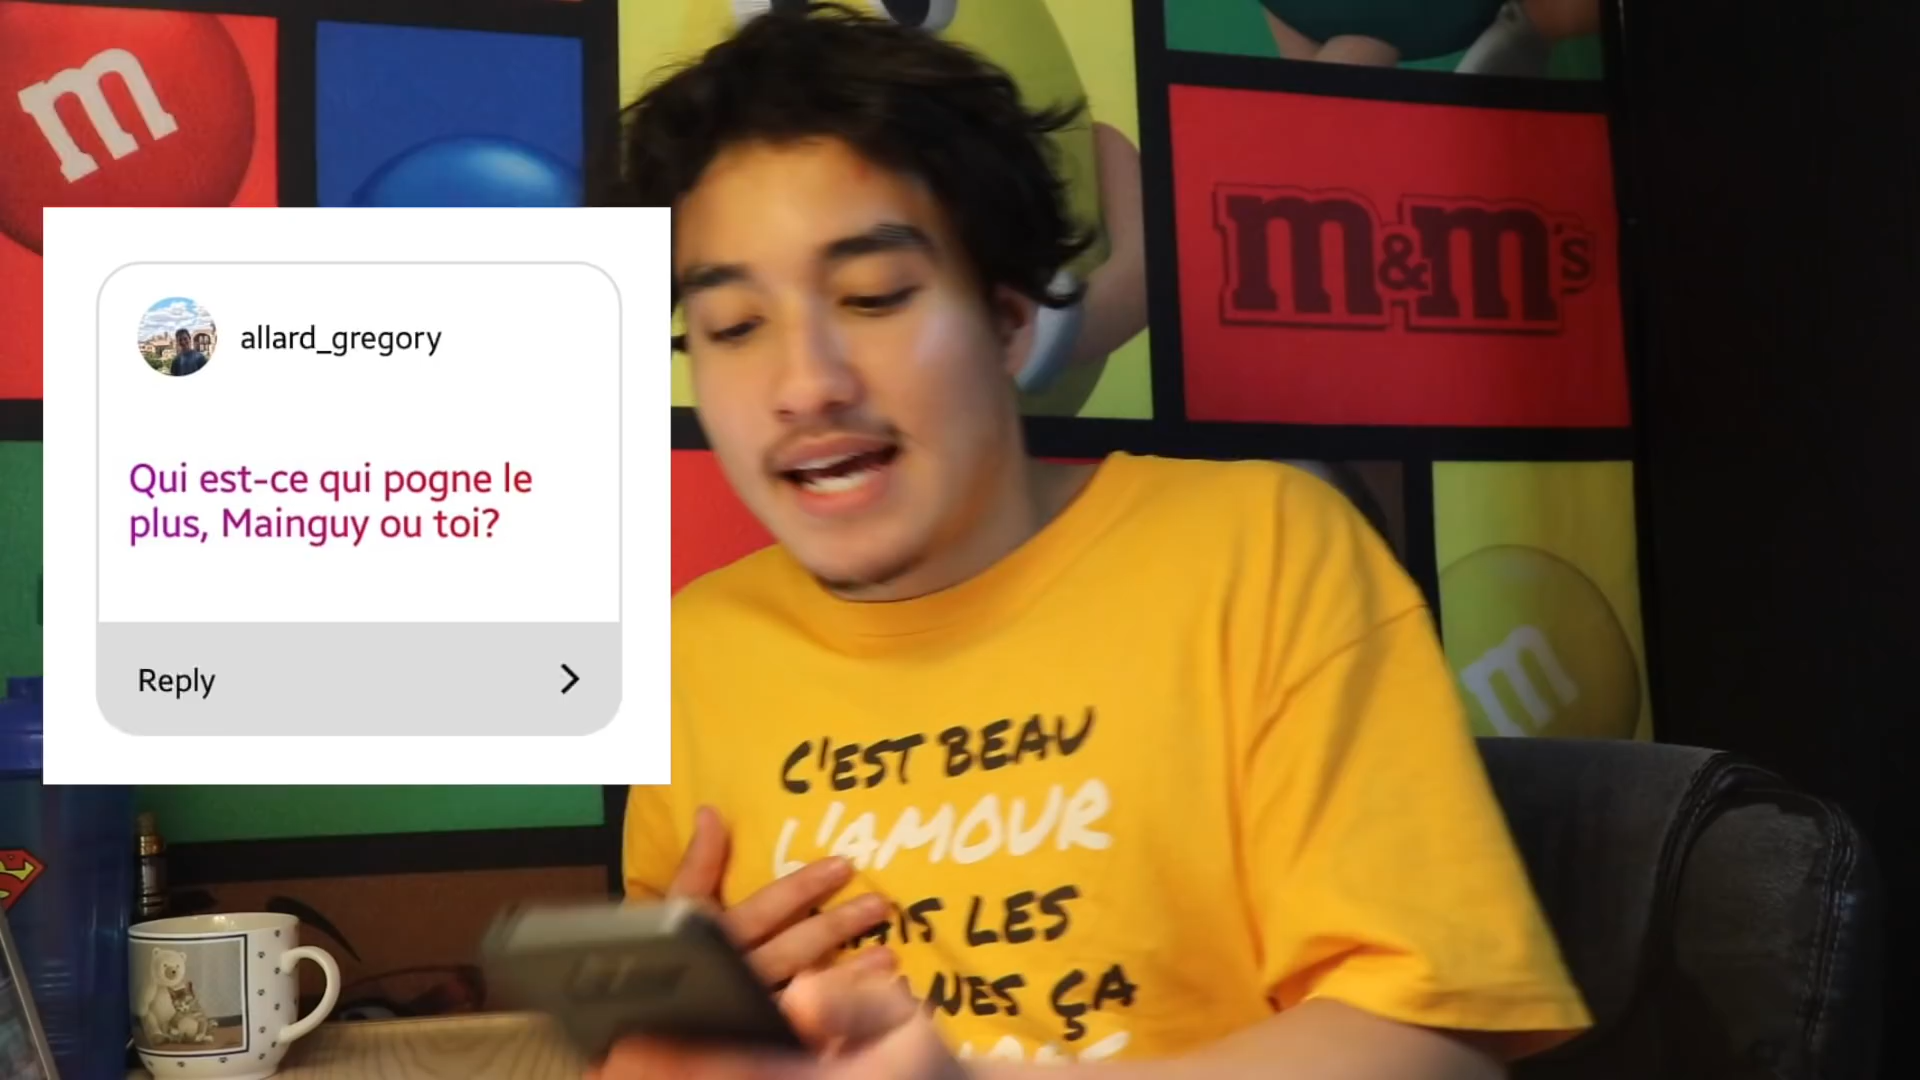 m
m&m's
allard_gregory
Qui est-ce qui pogne le
plus, Mainguy ou toi?
Reply
m
C'EST BEAU
L'AMOUR
LES
ÇA
S